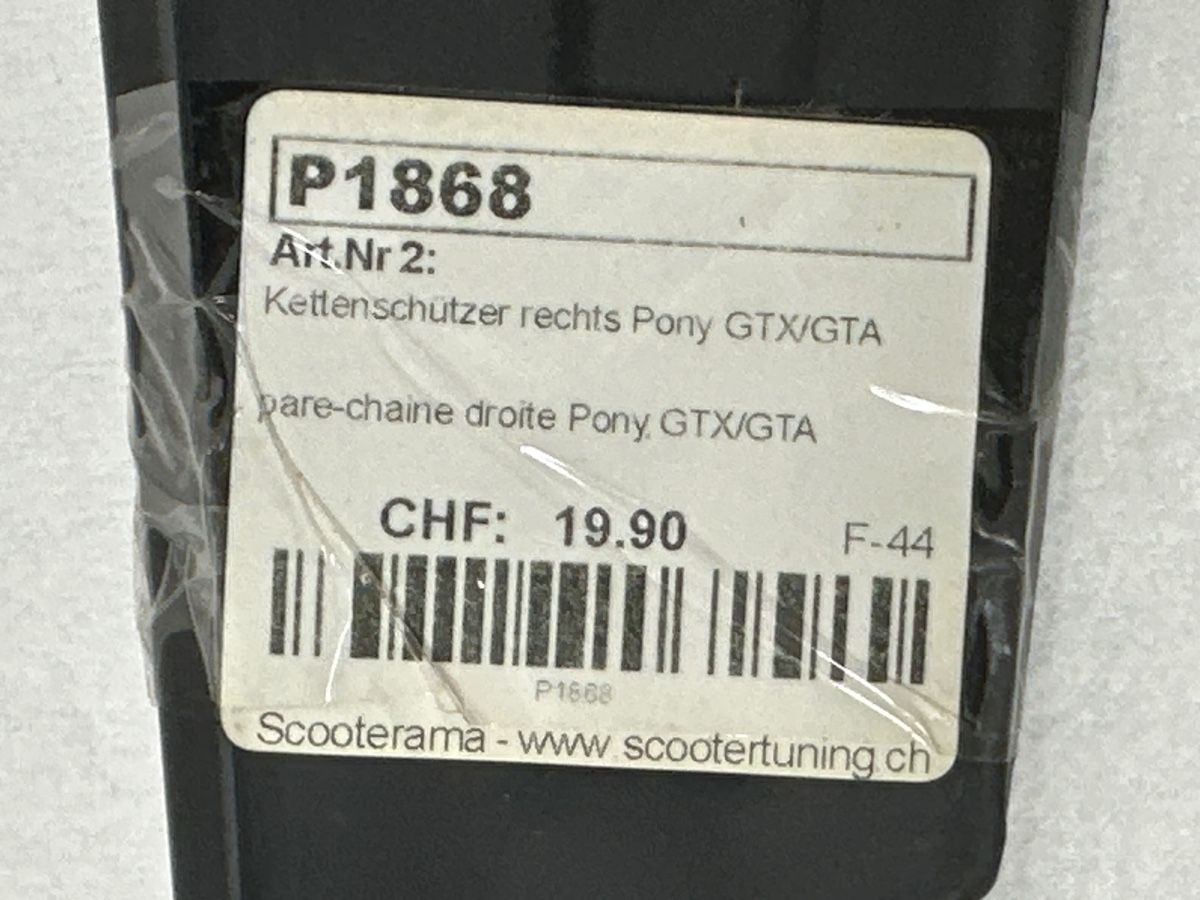 P1868
Art.Nr 2:
Kettenschützer rechts Pony GTX/GTA
pare-chaine droite Pony GTX/GTA
CHF: 19.90
F-44
P1868
Scooterama - www.scootertuning.ch